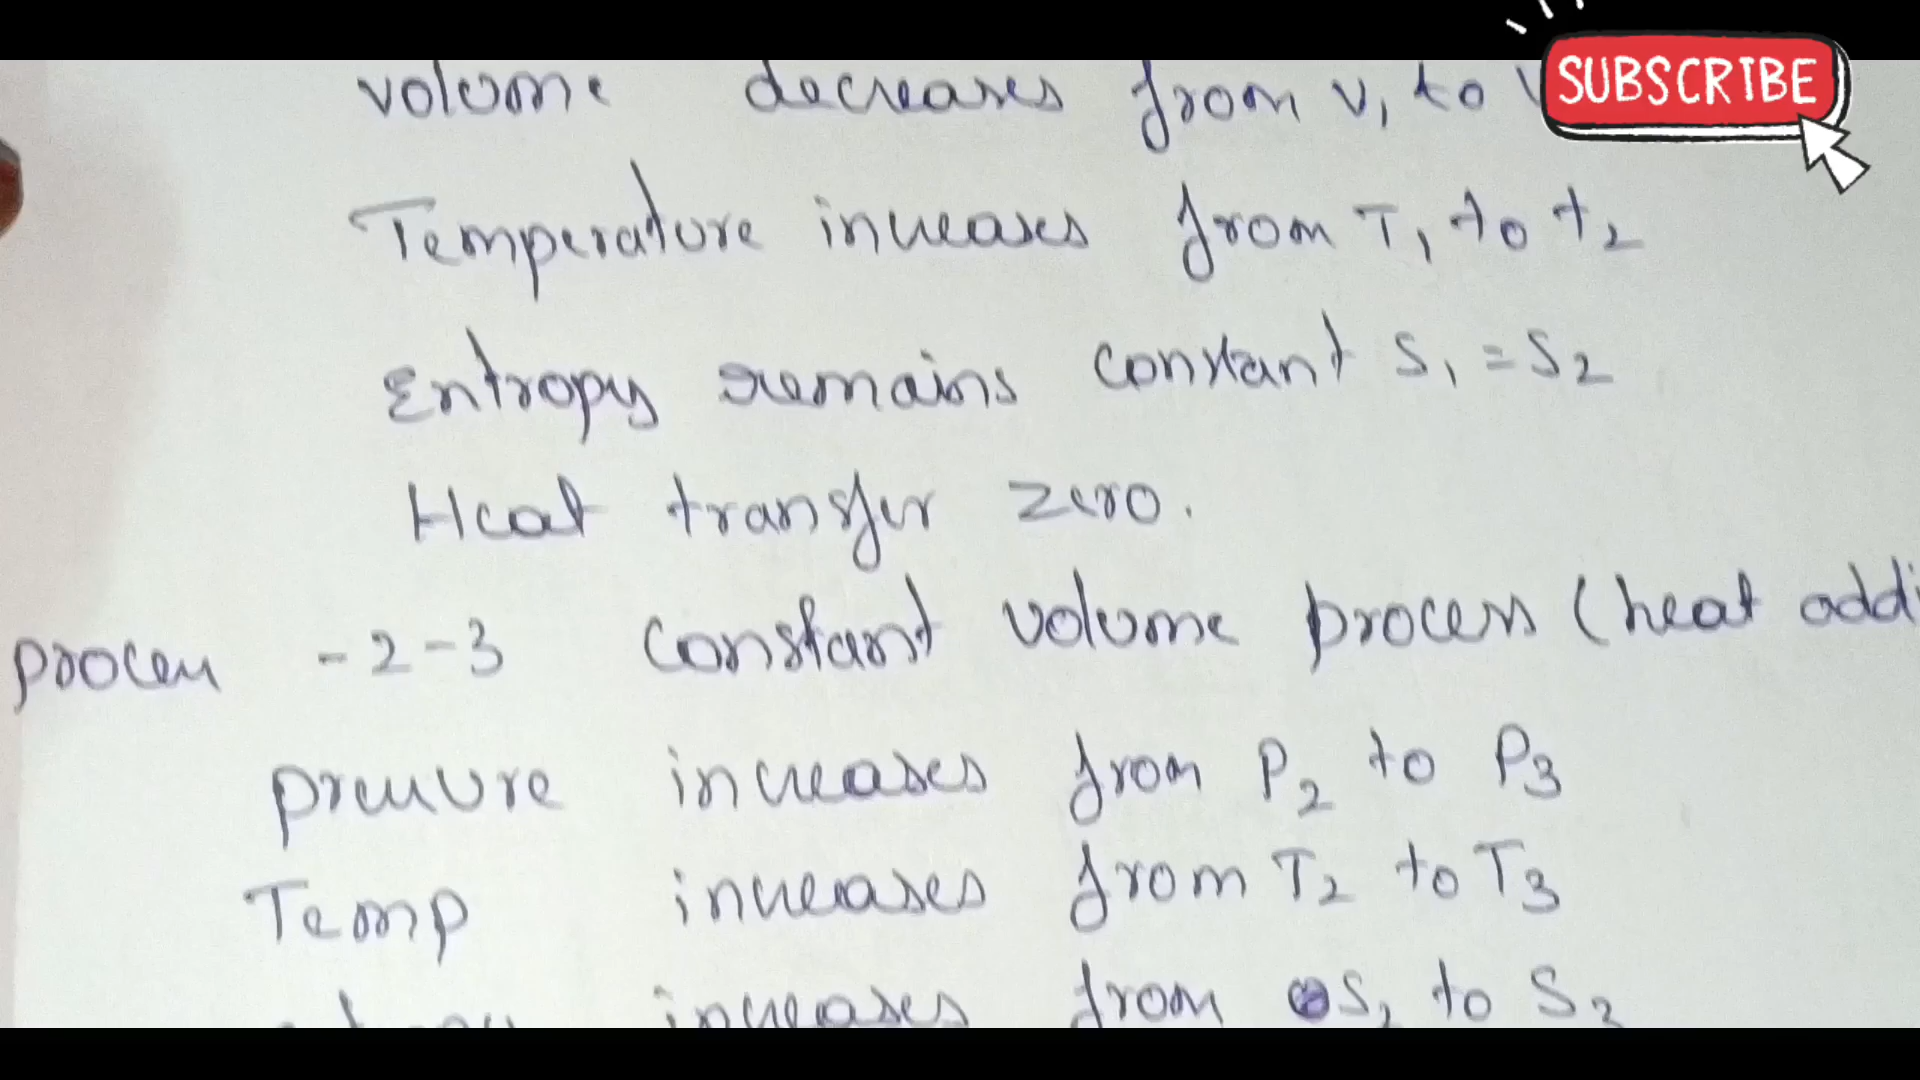 volume decreases from V1 to
SUBSCRIBE
Temperature increases from T1 to t2
Entropy remains constant S1 = S2
Heat transfer zero.
process - 2 - 3 constant volume process (heat addi
pressure increases from P2 to P3
Temp increases from T2 to T3
increases from S2 to S3